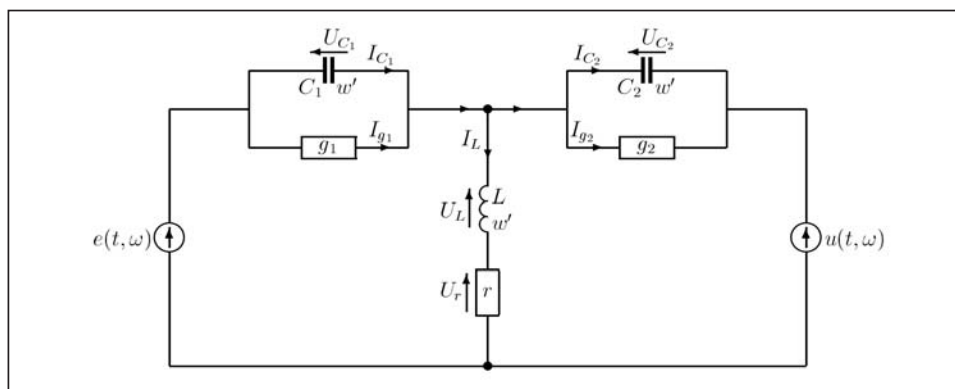 U_{C_1}
I_{C_1}
C_1 w'
g_1
I_{g_1}
U_{C_2}
I_{C_2}
C_2 w'
I_{g_2}
g_2
I_L
U_L
L
w'
e(t, ω)
u(t, ω)
U_r
r